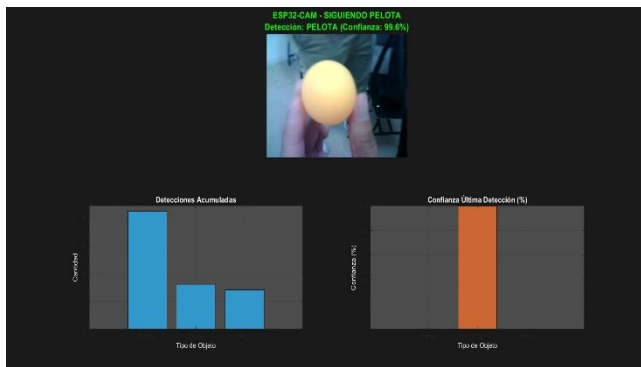 ESP32-CAM - SIGUIENDO PELOTA
Detección: PELOTA (Confianza: 99.6%)
Detecciones Acumuladas
Cantidad
Tipo de Objeto
Confianza Última Detección (%)
Confianza (%)
Tipo de Objeto